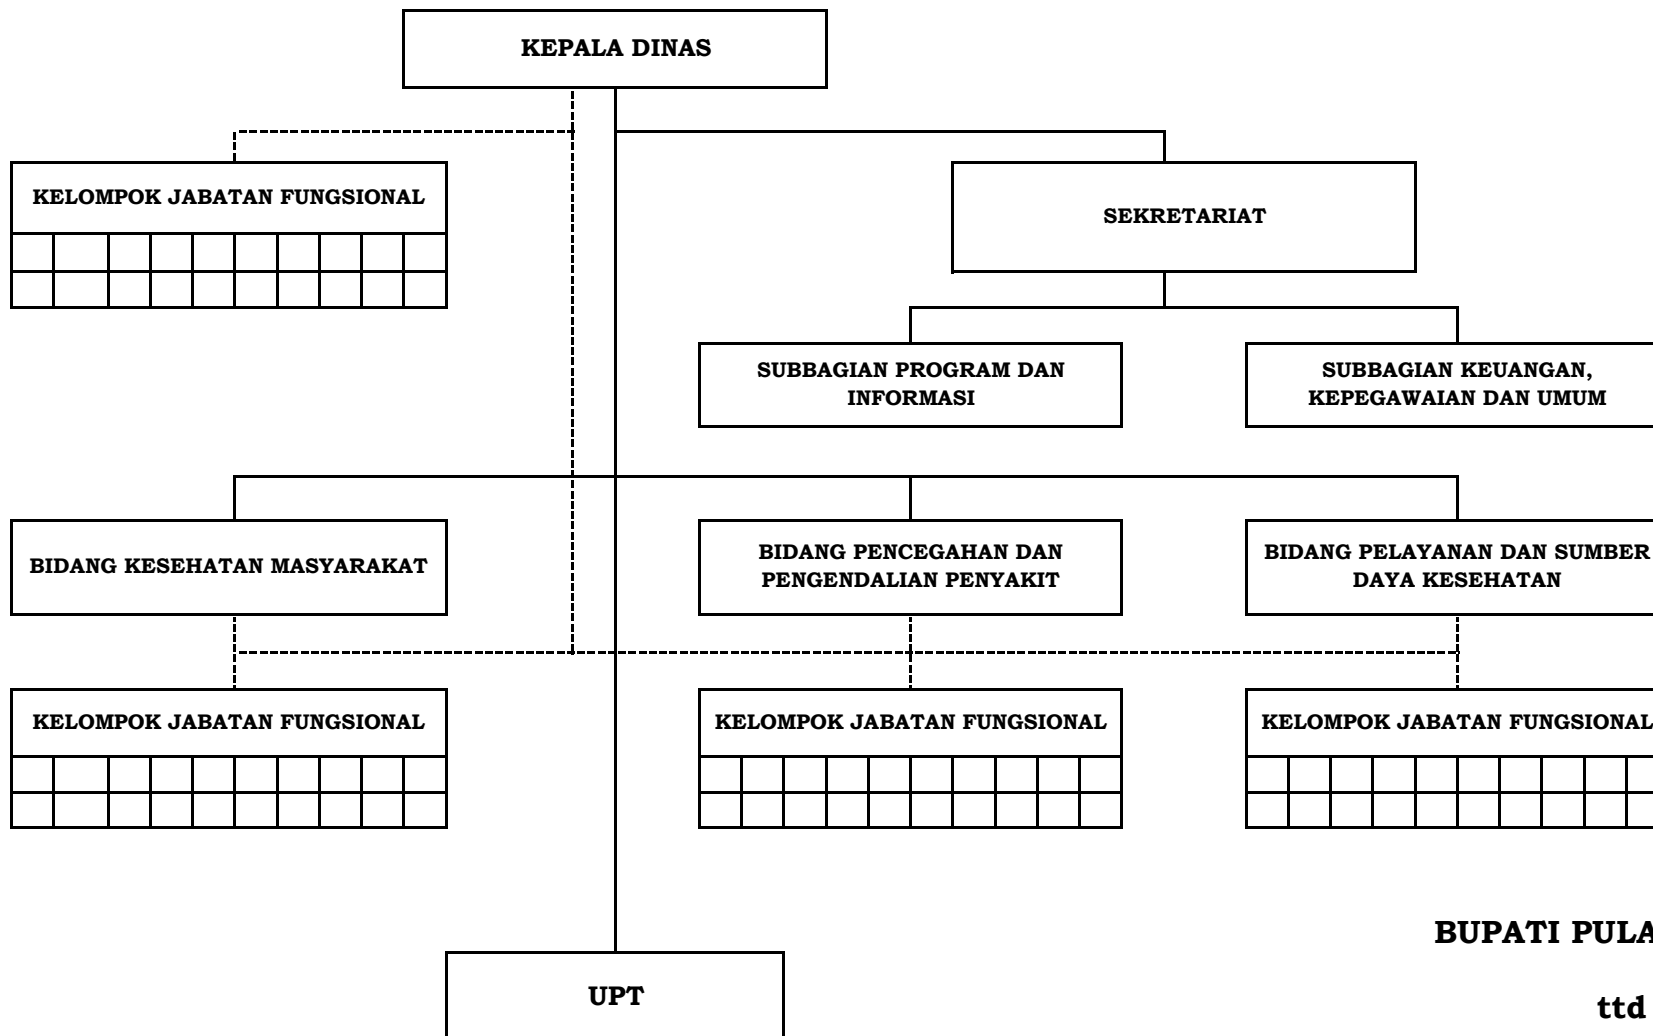 KEPALA DINAS
KELOMPOK JABATAN FUNGSIONAL
SEKRETARIAT
SUBBAGIAN PROGRAM DAN
INFORMASI
SUBBAGIAN KEUANGAN,
KEPEGAWAIAN DAN UMUM
BIDANG KESEHATAN MASYARAKAT
BIDANG PENCEGAHAN DAN
PENGENDALIAN PENYAKIT
BIDANG PELAYANAN DAN SUMBER
DAYA KESEHATAN
KELOMPOK JABATAN FUNGSIONAL
KELOMPOK JABATAN FUNGSIONAL
KELOMPOK JABATAN FUNGSIONAL
BUPATI PULA
UPT
ttd